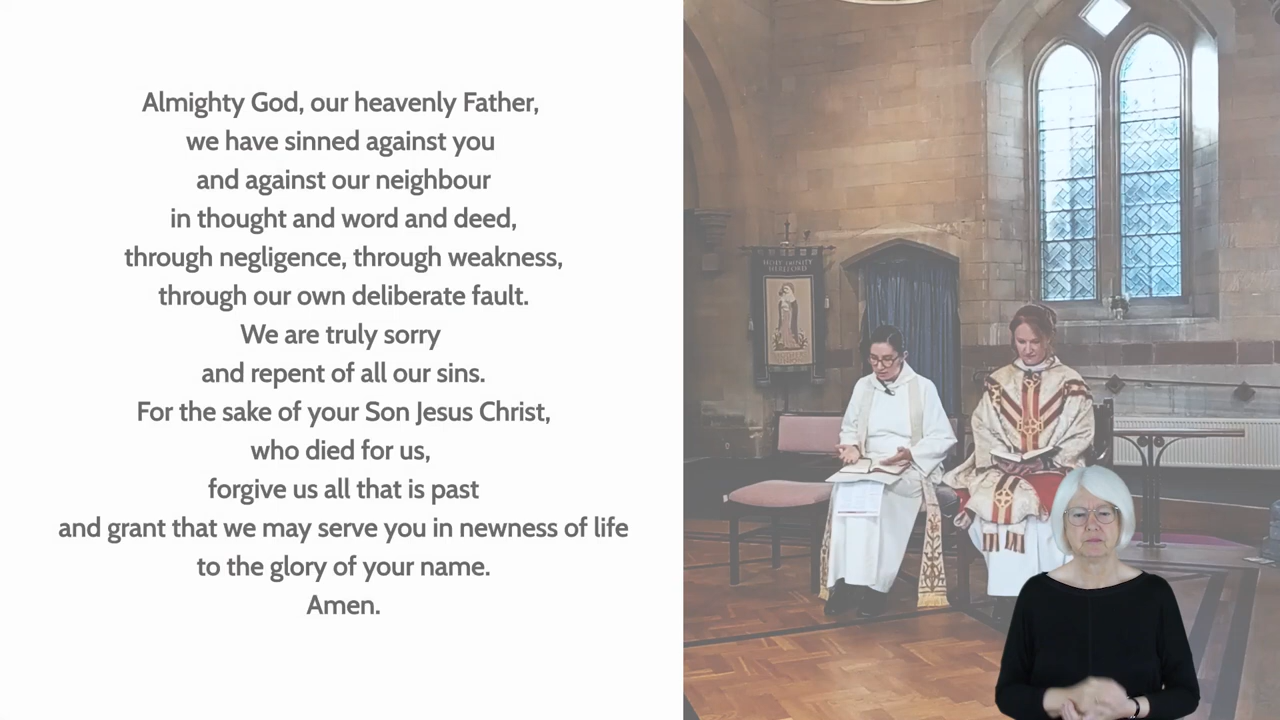 Almighty God, our heavenly Father,
we have sinned against you
and against our neighbour
in thought and word and deed,
through negligence, through weakness,
through our own deliberate fault.
We are truly sorry
and repent of all our sins.
For the sake of your Son Jesus Christ,
who died for us,
forgive us all that is past
and grant that we may serve you in newness of life
to the glory of your name.
Amen.
HOLY TRINITY
HEREFORD